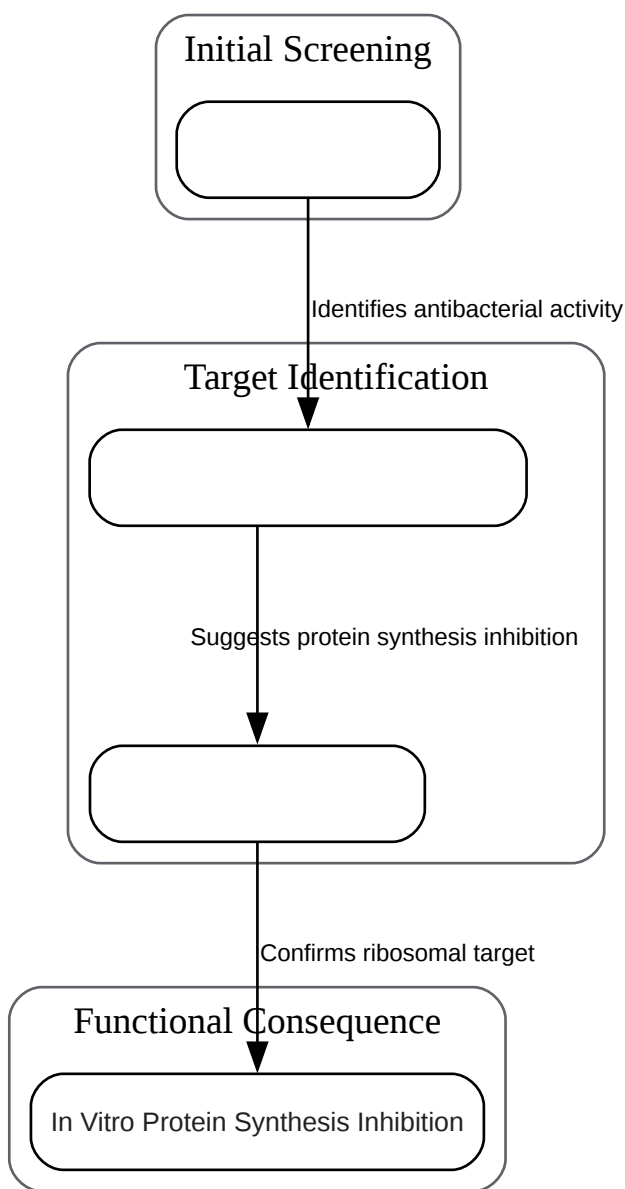 Initial Screening
Identifies antibacterial activity
Target Identification
Suggests protein synthesis inhibition
Confirms ribosomal target
Functional Consequence
In Vitro Protein Synthesis Inhibition